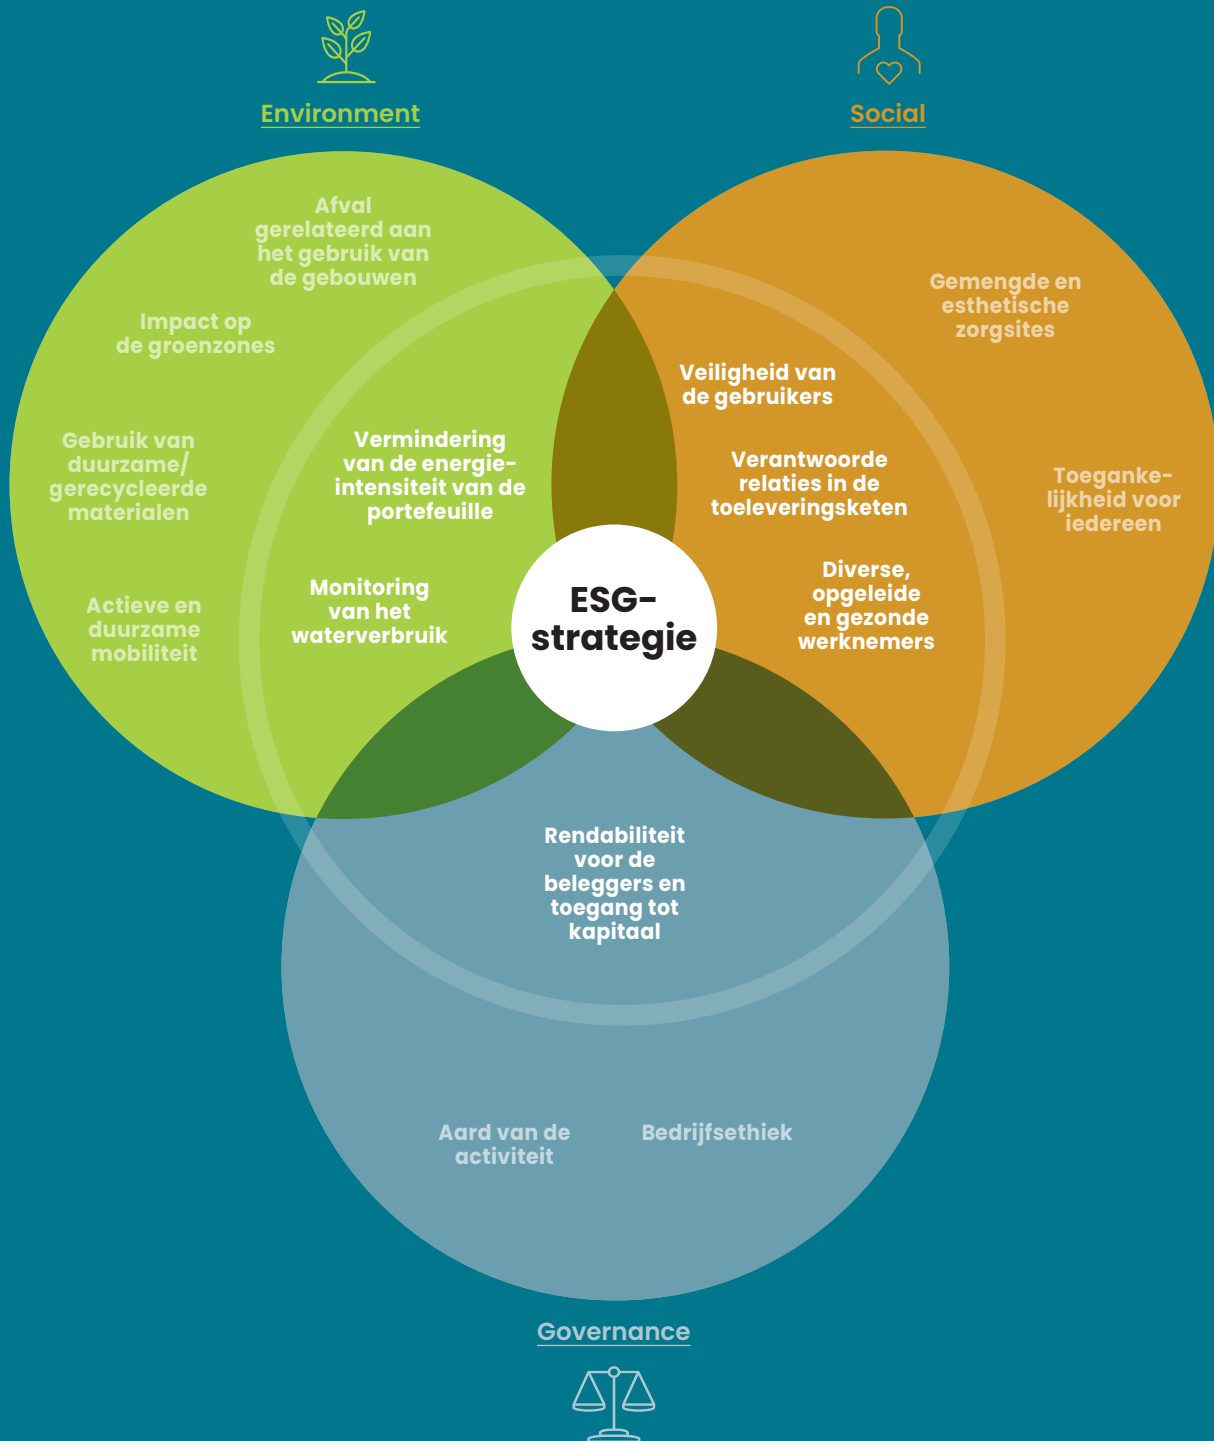 Environment
Social
Afval
gerelateerd aan
het gebruik van
de gebouwen
Impact op
de groenzones
Gebruik van
duurzame/
gerecycleerde
materialen
Actieve en
duurzame
mobiliteit
Vermindering
van de energie-
intensiteit van de
portefeuille
Monitoring
van het
waterverbruik
ESG-
strategie
Veiligheid van
de gebruikers
Verantwoorde
relaties in de
toeleveringsketen
Diverse,
opgeleide
en gezonde
werknemers
Gemengde en
esthetische
zorgsites
Toeganke-
lijkheid voor
iedereen
Rendabiliteit
voor de
beleggers en
toegang tot
kapitaal
Aard van de
activiteit
Bedrijfsethiek
Governance